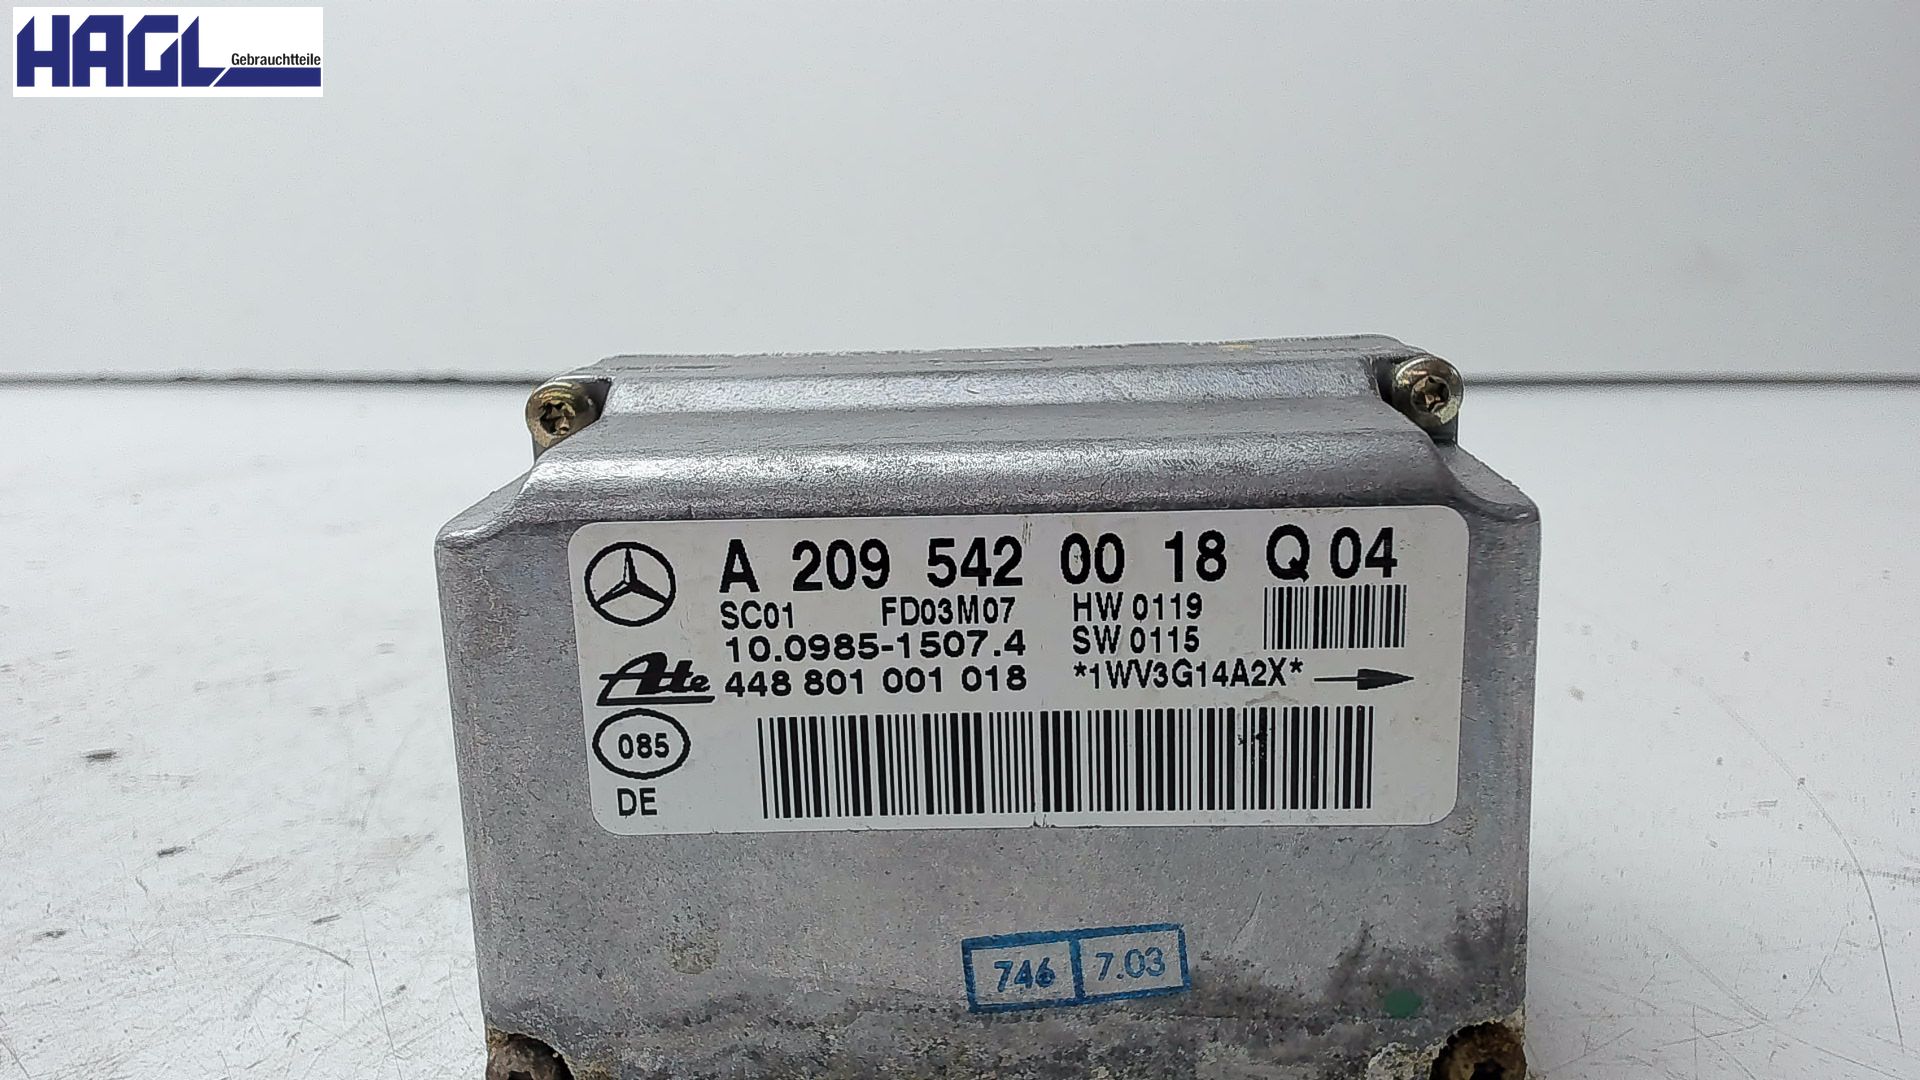 HAGL
Gebrauchtteile
A 209 542 00 18 Q 04
SC01 FD03M07 HW 0119
10.0985-1507.4 SW 0115
Ate 448 801 001 018 *1WV3G14A2X*
085
DE
746 7.03